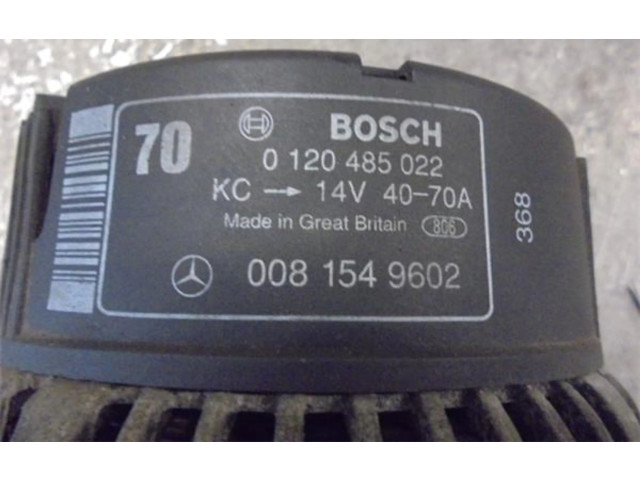 70 BOSCH
0 120 485 022
KC → 14V 40-70A
Made in Great Britain 806
008 154 9602
368